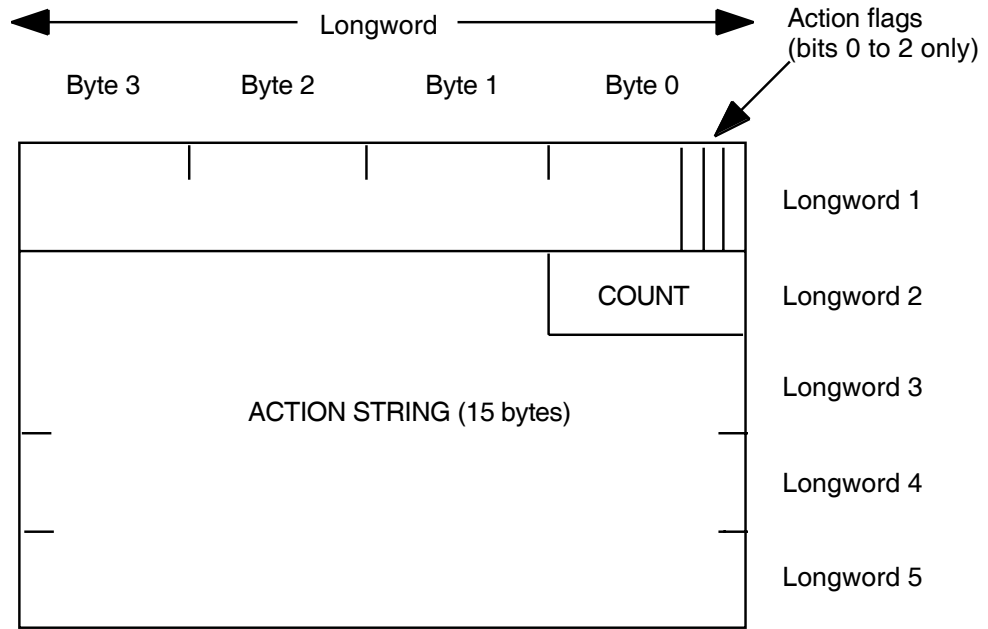 Longword
Action flags
(bits 0 to 2 only)
Byte 3
Byte 2
Byte 1
Byte 0
Longword 1
COUNT
Longword 2
Longword 3
ACTION STRING (15 bytes)
Longword 4
Longword 5